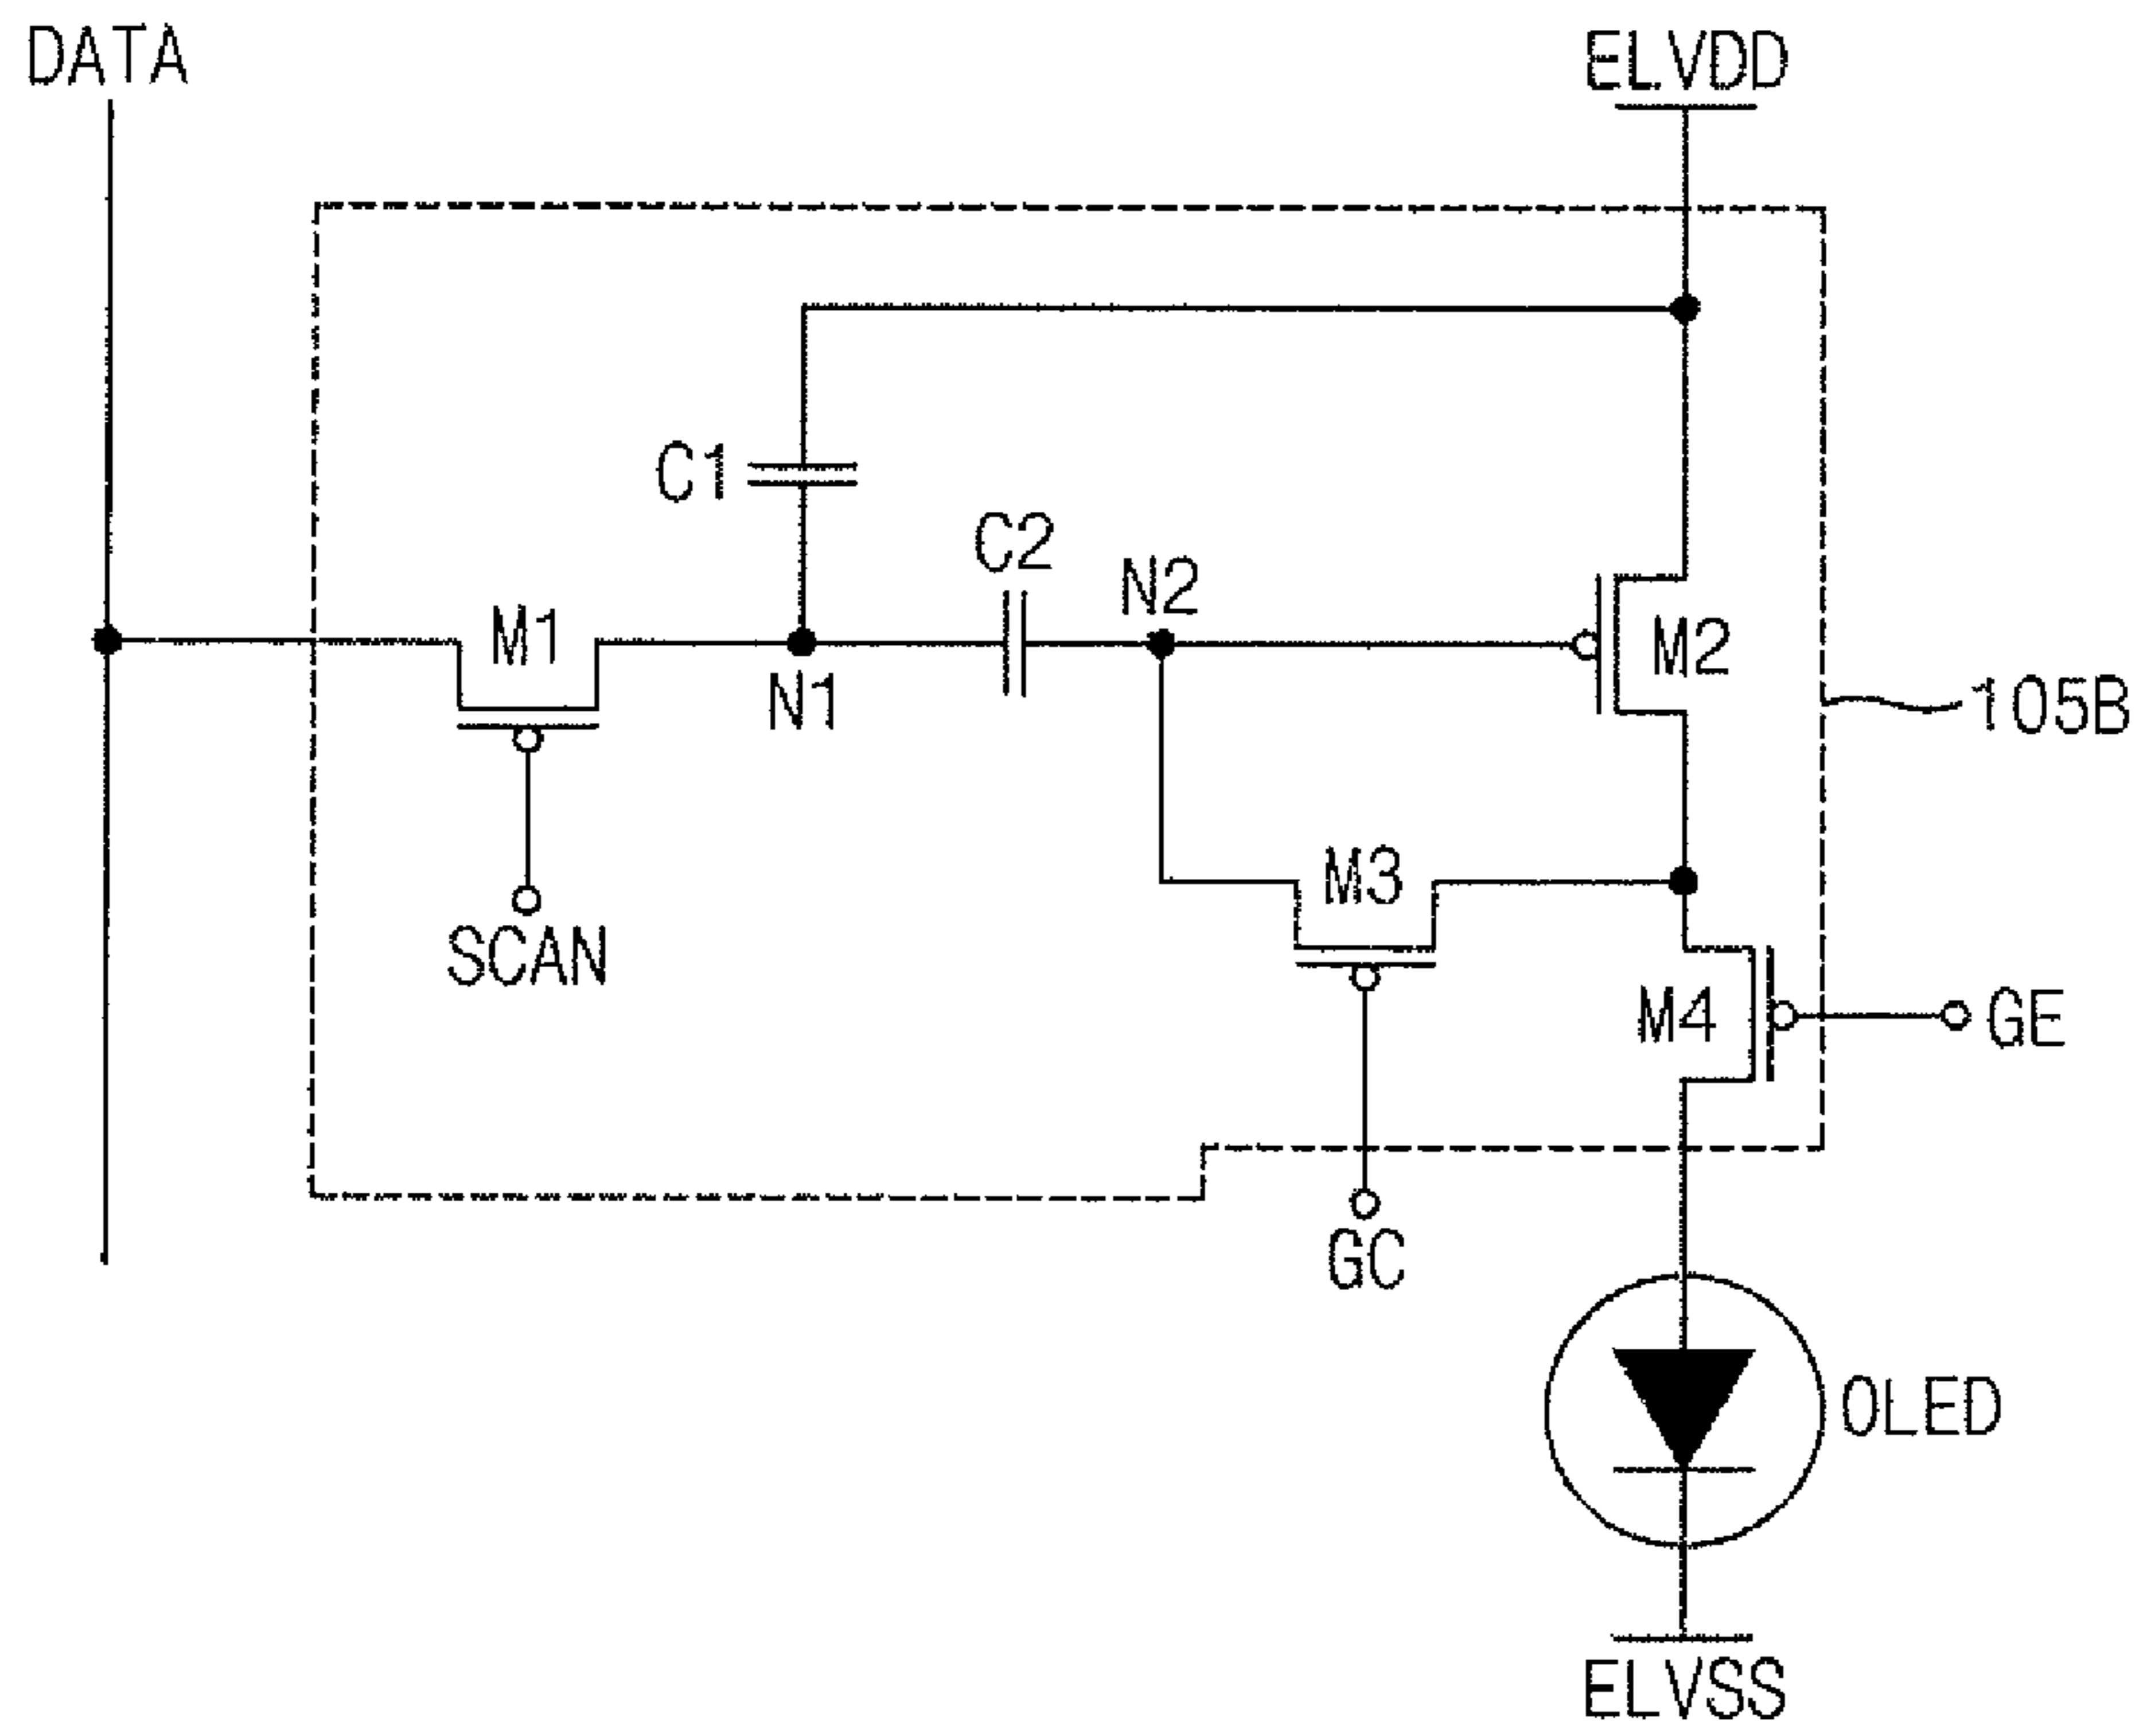 DATA
ELVDD
C1
C2
N2
M1
M2
N1
105B
M3
SCAN
M4
GE
GC
OLED
ELVSS